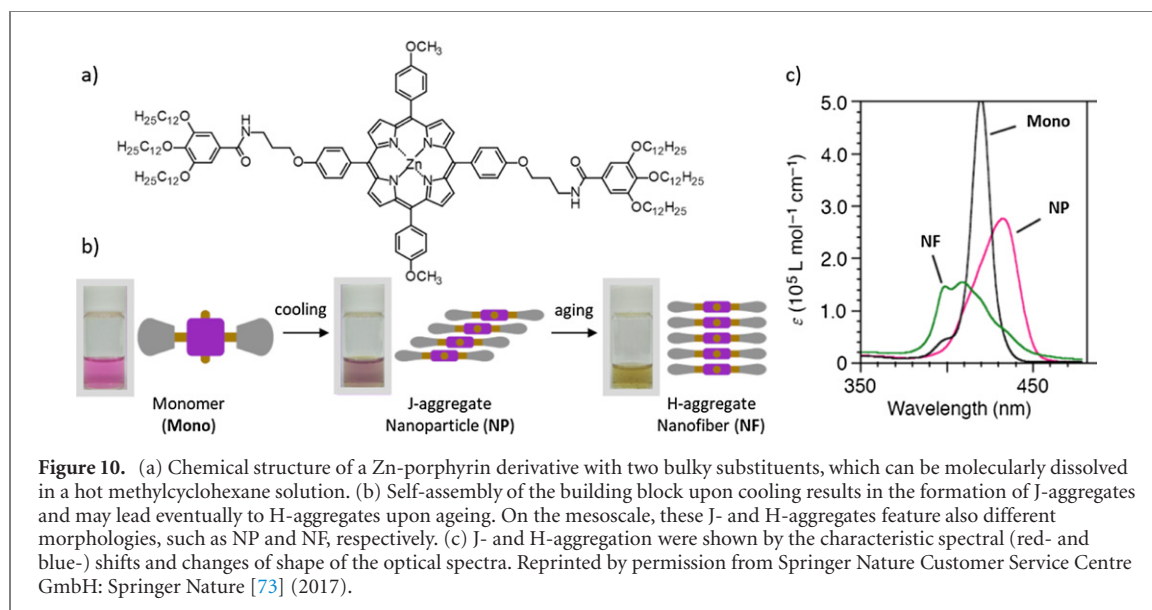 a)
OCH₃
H₂₅C₁₂O
H₂₅C₁₂O
H₂₅C₁₂O
O
H
N
O
N
N
Zn
N
N
O
O
N
H
OC₁₂H₂₅
OC₁₂H₂₅
OC₁₂H₂₅
OCH₃
b)
cooling
aging
Monomer
(Mono)
J-aggregate
Nanoparticle (NP)
H-aggregate
Nanofiber (NF)
c)
5.0
4.0
3.0
2.0
1.0
0
ε (10⁵ L mol⁻¹ cm⁻¹)
Mono
NP
NF
350
450
Wavelength (nm)
Figure 10. (a) Chemical structure of a Zn-porphyrin derivative with two bulky substituents, which can be molecularly dissolved
in a hot methylcyclohexane solution. (b) Self-assembly of the building block upon cooling results in the formation of J-aggregates
and may lead eventually to H-aggregates upon ageing. On the mesoscale, these J- and H-aggregates feature also different
morphologies, such as NP and NF, respectively. (c) J- and H-aggregation were shown by the characteristic spectral (red- and
blue-) shifts and changes of shape of the optical spectra. Reprinted by permission from Springer Nature Customer Service Centre
GmbH: Springer Nature [73] (2017).